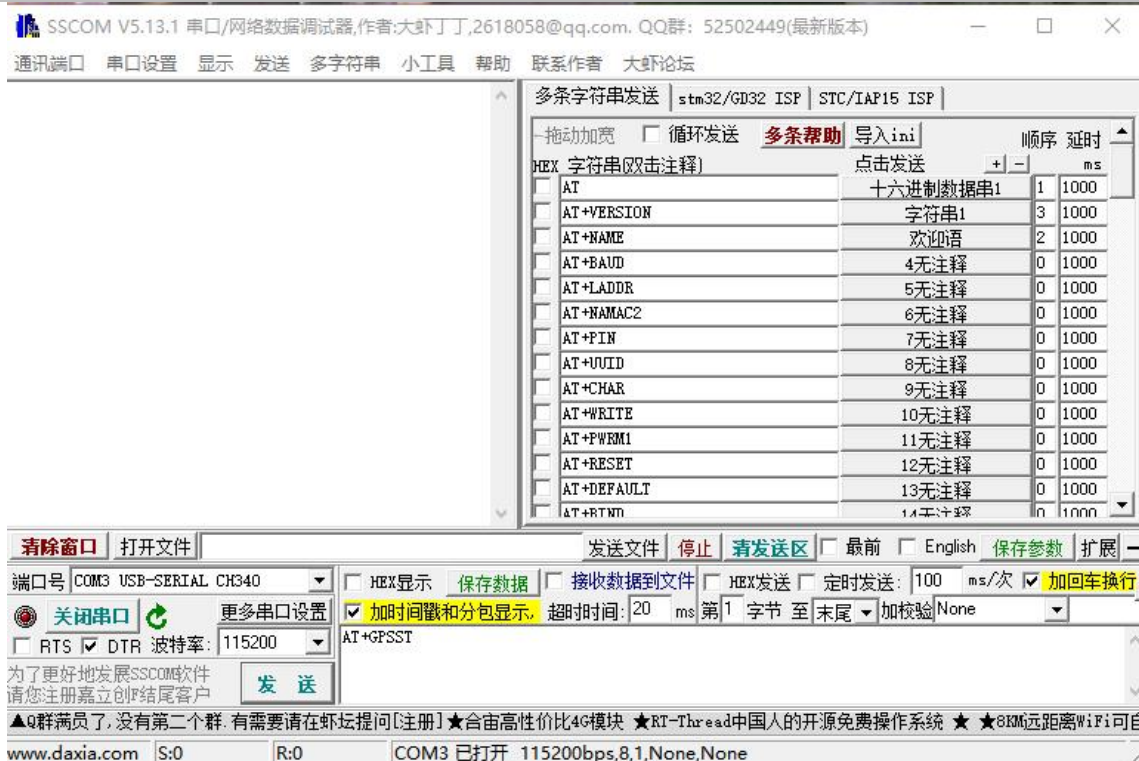 SSCOM V5.13.1 串口/网络数据调试器,作者:大虾丁丁,2618058@qq.com. QQ群: 52502449(最新版本)
通讯端口 串口设置 显示 发送 多字符串 小工具 帮助 联系作者 大虾论坛
多条字符串发送 stm32/GD32 ISP STC/IAP15 ISP
拖动加宽 循环发送 多条帮助 导入ini 顺序 延时
HEX 字符串(双击注释) 点击发送 + - ms
AT 十六进制数据串1 1 1000
AT+VERSION 字符串1 3 1000
AT+NAME 欢迎语 2 1000
AT+BAUD 4无注释 0 1000
AT+LADDR 5无注释 0 1000
AT+NAMAC2 6无注释 0 1000
AT+PIN 7无注释 0 1000
AT+UUID 8无注释 0 1000
AT+CHAR 9无注释 0 1000
AT+WRITE 10无注释 0 1000
AT+PWRM1 11无注释 0 1000
AT+RESET 12无注释 0 1000
AT+DEFAULT 13无注释 0 1000
AT+BIND 14无注释 0 1000
清除窗口 打开文件 发送文件 停止 清发送区 最前 English 保存参数 扩展 —
端口号 COM3 USB-SERIAL CH340 HEX显示 保存数据 接收数据到文件 HEX发送 定时发送: 100 ms/次 加回车换行
关闭串口 更多串口设置 加时间戳和分包显示, 超时时间: 20 ms 第1 字节 至 末尾 加校验 None
RTS DTR 波特率: 115200 AT+GPSST
为了更好地发展SSCOM软件
请您注册嘉立创F结尾客户 发 送
▲Q群满员了,没有第二个群.有需要请在虾坛提问[注册]★合宙高性价比4G模块 ★RT-Thread中国人的开源免费操作系统 ★ ★8KM远距离WiFi可自
www.daxia.com S:0 R:0 COM3 已打开 115200bps,8,1,None,None